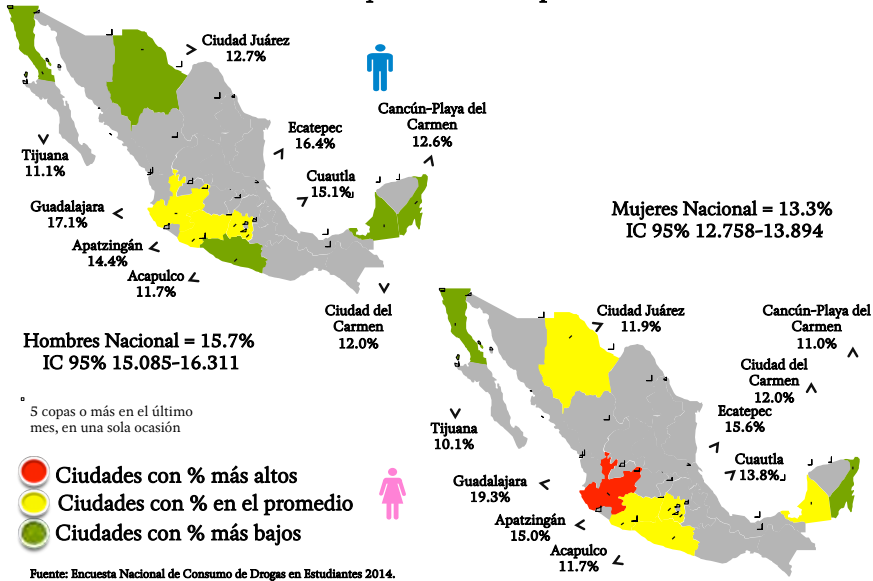 Ciudad Juárez
12.7%
Cancún-Playa del
Carmen
12.6%
Ecatepec
16.4%
Tijuana
11.1%
Cuautla
15.1%
Guadalajara
17.1%
Apatzingán
14.4%
Acapulco
11.7%
Ciudad del
Carmen
12.0%
Hombres Nacional = 15.7%
IC 95% 15.085-16.311
Mujeres Nacional = 13.3%
IC 95% 12.758-13.894
Ciudad Juárez
11.9%
Cancún-Playa del
Carmen
11.0%
Ciudad del
Carmen
12.0%
Ecatepec
15.6%
Tijuana
10.1%
Cuautla
13.8%
Guadalajara
19.3%
Apatzingán
15.0%
Acapulco
11.7%
5 copas o más en el último
mes, en una sola ocasión
Ciudades con % más altos
Ciudades con % en el promedio
Ciudades con % más bajos
Fuente: Encuesta Nacional de Consumo de Drogas en Estudiantes 2014.